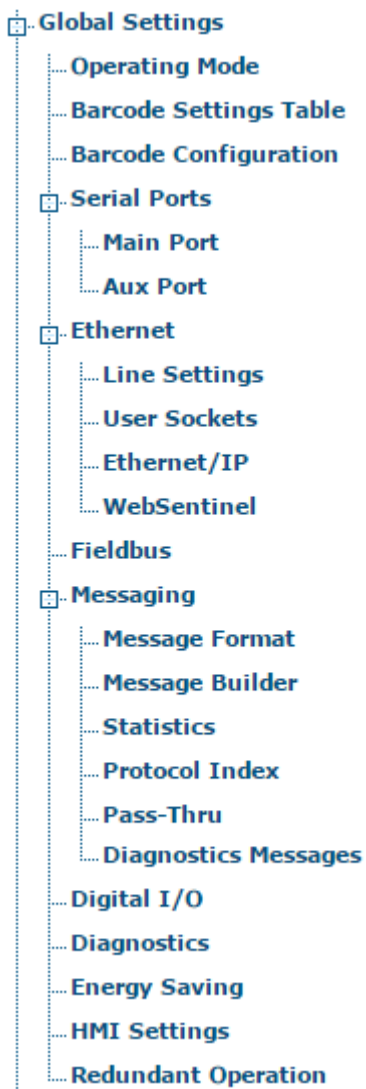 Global Settings
Operating Mode
Barcode Settings Table
Barcode Configuration
Serial Ports
Main Port
Aux Port
Ethernet
Line Settings
User Sockets
Ethernet/IP
WebSentinel
Fieldbus
Messaging
Message Format
Message Builder
Statistics
Protocol Index
Pass-Thru
Diagnostics Messages
Digital I/O
Diagnostics
Energy Saving
HMI Settings
Redundant Operation